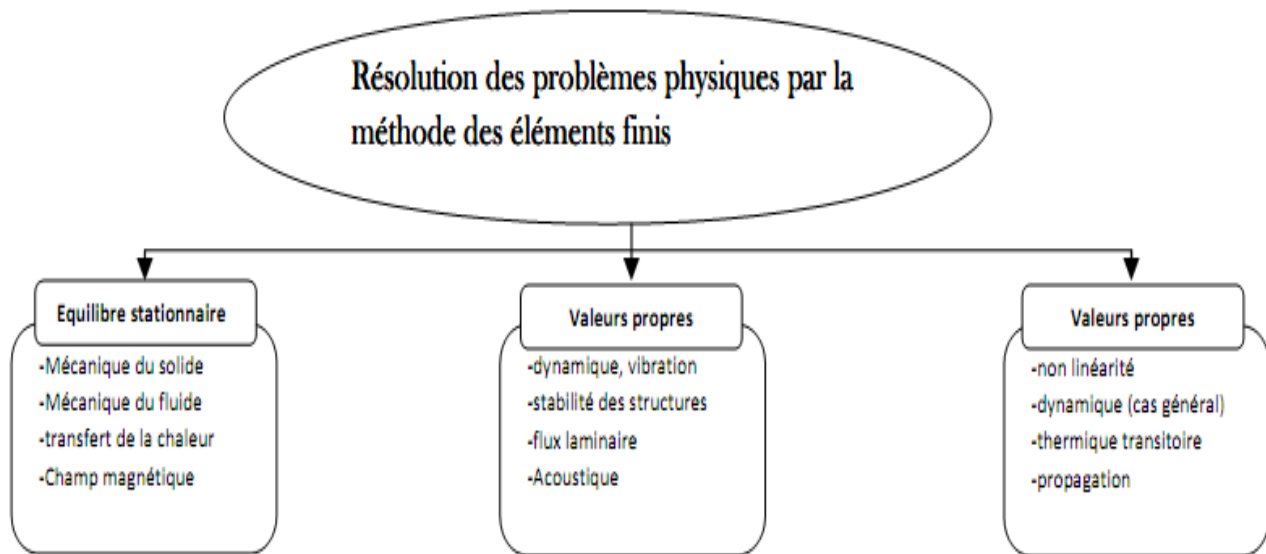 Résolution des problèmes physiques par la
méthode des éléments finis
Equilibre stationnaire
-Mécanique du solide
-Mécanique du fluide
-transfert de la chaleur
-Champ magnétique
Valeurs propres
-dynamique, vibration
-stabilité des structures
-flux laminaire
-Acoustique
Valeurs propres
-non linéarité
-dynamique (cas général)
-thermique transitoire
-propagation